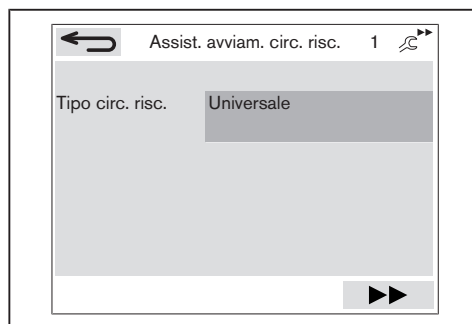 Assist. avviam. circ. risc. 1
Tipo circ. risc. Universale